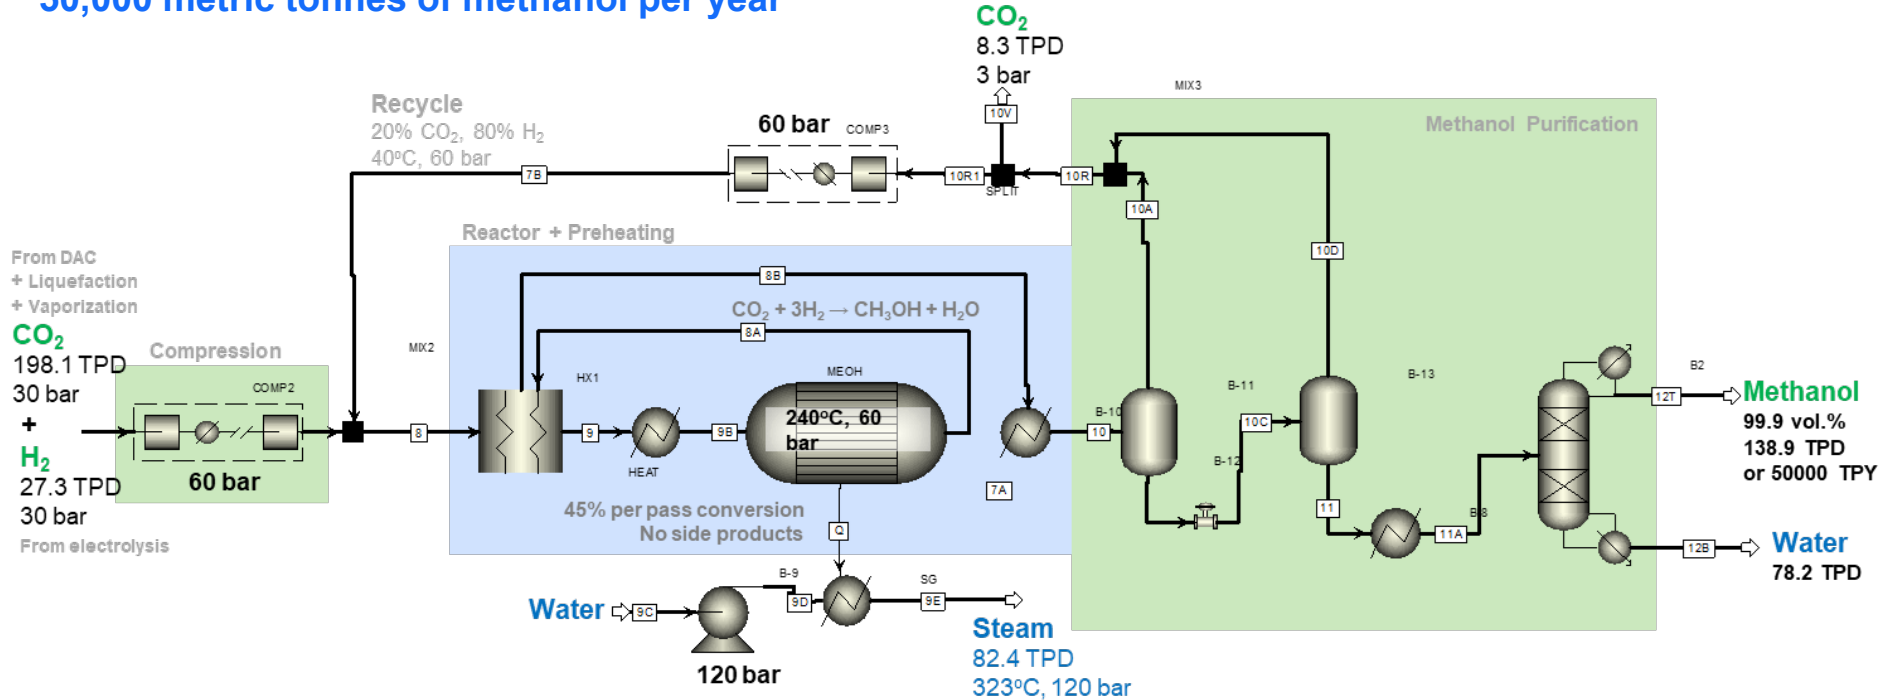 50,000 metric tonnes of methanol per year
CO₂
8.3 TPD
3 bar
10V
MIX3
Methanol Purification
Recycle
20% CO₂, 80% H₂
40°C, 60 bar
7B
60 bar
COMP3
10R1
SPLIT
10R
10A
10D
Reactor + Preheating
From DAC
+ Liquefaction
+ Vaporization
CO₂
198.1 TPD
30 bar
+
H₂
27.3 TPD
30 bar
From electrolysis
Compression
COMP2
60 bar
MIX2
8
8B
CO₂ + 3H₂ → CH₃OH + H₂O
8A
HX1
9
HEAT
9B
MEOH
240°C, 60
bar
45% per pass conversion
No side products
Q
7A
10
B-10
B-11
10C
B-12
B-13
11
B-8
11A
B2
12T
Methanol
99.9 vol.%
138.9 TPD
or 50000 TPY
12B
Water
78.2 TPD
Water
9C
B-9
9D
120 bar
SG
9E
Steam
82.4 TPD
323°C, 120 bar